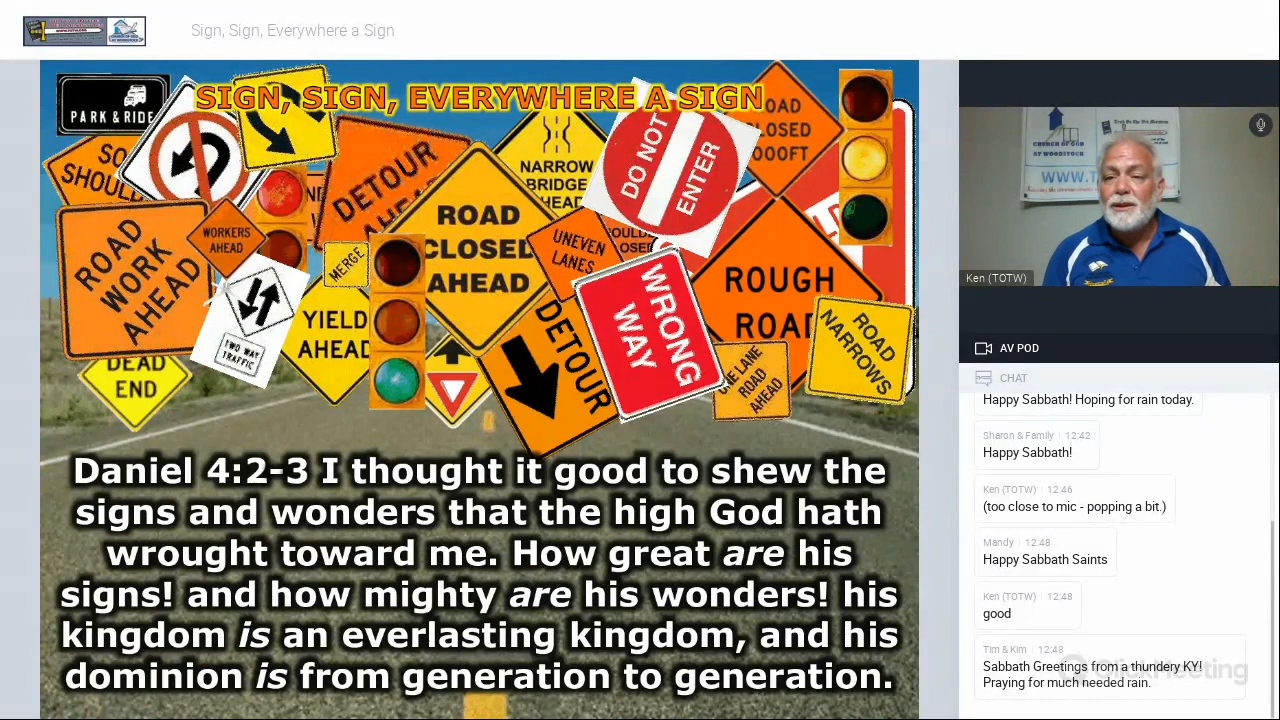 Sign, Sign, Everywhere a Sign
SIGN, SIGN, EVERYWHERE A SIGN
PARK & RIDE
DETOUR
AHEAD
NARROW
BRIDGE
AHEAD
DO NOT
ENTER
ROAD
CLOSED
ROAD
WORK
AHEAD
WORKERS
AHEAD
MERGE
ROAD
CLOSED
AHEAD
UNEVEN
LANES
WRONG
WAY
ROUGH
ROAD
TWO WAY
TRAFFIC
YIELD
AHEAD
DETOUR
ONE LANE
ROAD
AHEAD
ROAD
NARROWS
DEAD
END
Daniel 4:2-3 I thought it good to shew the
signs and wonders that the high God hath
wrought toward me. How great are his
signs! and how mighty are his wonders! his
kingdom is an everlasting kingdom, and his
dominion is from generation to generation.
CHURCH OF GOD
AT WOODSTOCK
Ken (TOTW)
AV POD
CHAT
Happy Sabbath! Hoping for rain today.
Sharon & Family 12:42
Happy Sabbath!
Ken (TOTW) 12:46
(too close to mic - popping a bit.)
Mandy 12:48
Happy Sabbath Saints
Ken (TOTW) 12:48
good
Tim & Kim 12:48
Sabbath Greetings from a thundery KY!
Praying for much needed rain.
ClickMeeting